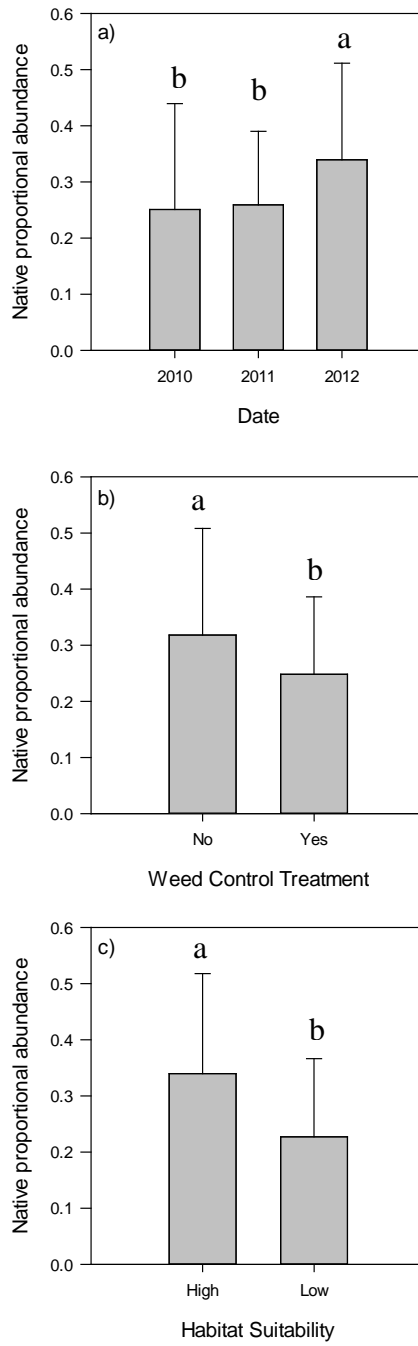 a)
Native proportional abundance
0.6
0.5
0.4
0.3
0.2
0.1
0.0
b b a
2010 2011 2012
Date
b)
Native proportional abundance
0.6
0.5
0.4
0.3
0.2
0.1
0.0
a b
No Yes
Weed Control Treatment
c)
Native proportional abundance
0.6
0.5
0.4
0.3
0.2
0.1
0.0
a b
High Low
Habitat Suitability